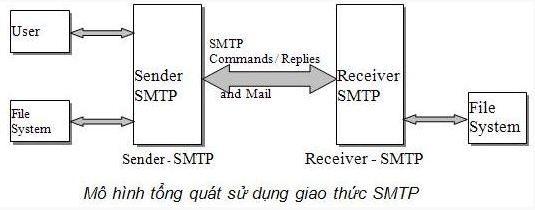 User
File
System
Sender
SMTP
Sender - SMTP
SMTP
Commands / Replies
and Mail
Receiver
SMTP
Receiver - SMTP
File
System
Mô hình tổng quát sử dụng giao thức SMTP